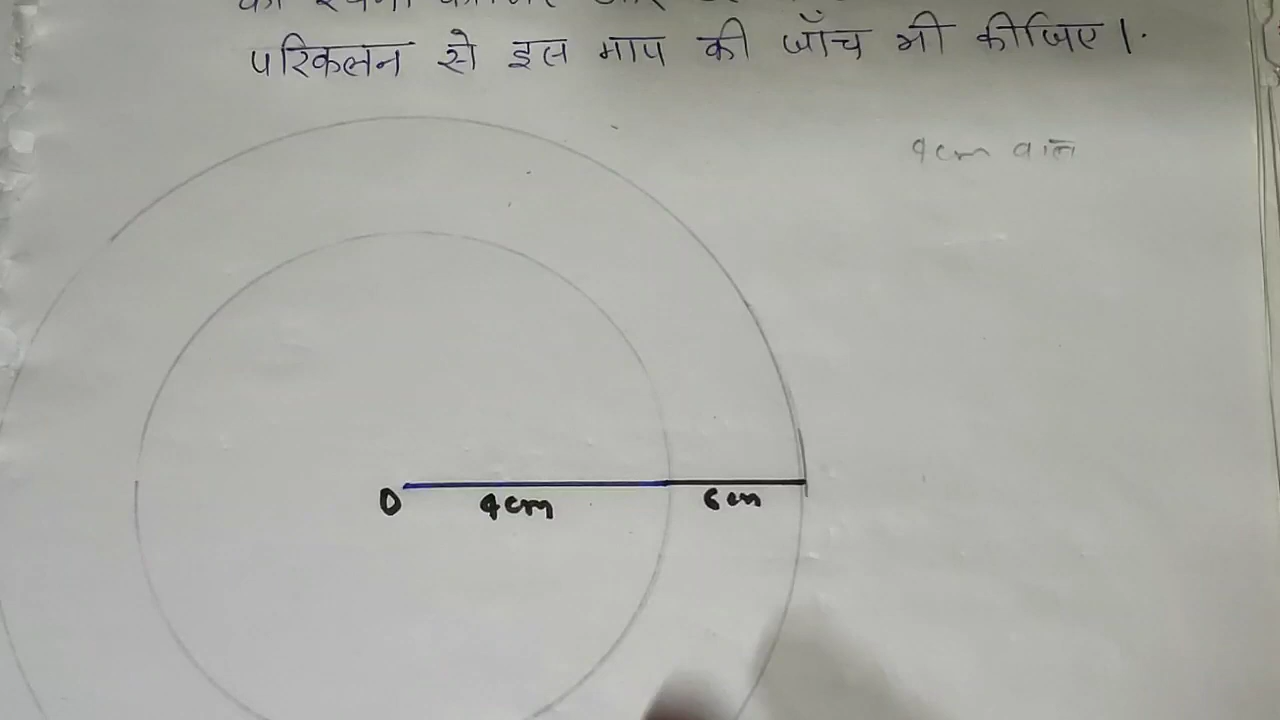 परिकलन से इस माप की जाँच भी कीजिए।
4cm वाले
O 4cm 6cm